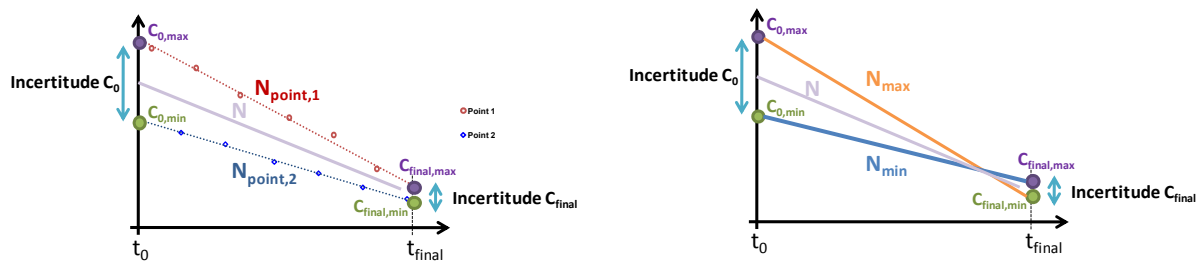 C0,max
Incertitude C0
Npoint,1
N
C0,min
Point 1
Point 2
Npoint,2
Cfinal,max
Incertitude Cfinal
Cfinal,min
t0
tfinal
C0,max
Incertitude C0
Nmax
N
C0,min
Nmin
Cfinal,max
Incertitude Cfinal
Cfinal,min
t0
tfinal